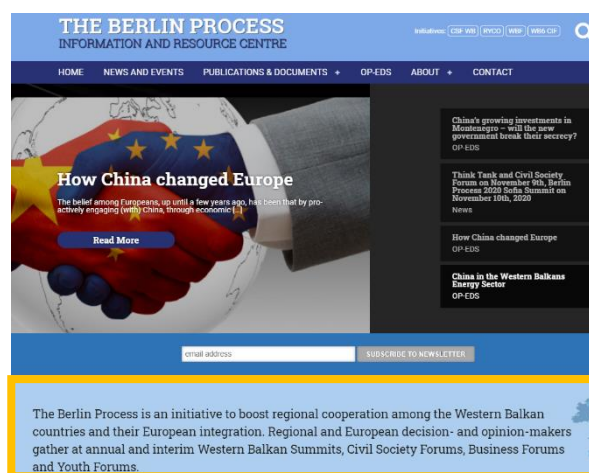 THE BERLIN PROCESS
INFORMATION AND RESOURCE CENTRE
Initiatives: CSF WB RYCO WBF WB6 CIF
HOME NEWS AND EVENTS PUBLICATIONS & DOCUMENTS + OP-EDS ABOUT + CONTACT
How China changed Europe
The belief among Europeans, up until a few years ago, has been that by pro-
actively engaging (with) China, through economic [...]
Read More
China's growing investments in
Montenegro – will the new
government break their secrecy?
OP-EDS
Think Tank and Civil Society
Forum on November 9th, Berlin
Process 2020 Sofia Summit on
November 10th, 2020
News
How China changed Europe
OP-EDS
China in the Western Balkans
Energy Sector
OP-EDS
email address
SUBSCRIBE TO NEWSLETTER
The Berlin Process is an initiative to boost regional cooperation among the Western Balkan
countries and their European integration. Regional and European decision- and opinion-makers
gather at annual and interim Western Balkan Summits, Civil Society Forums, Business Forums
and Youth Forums.